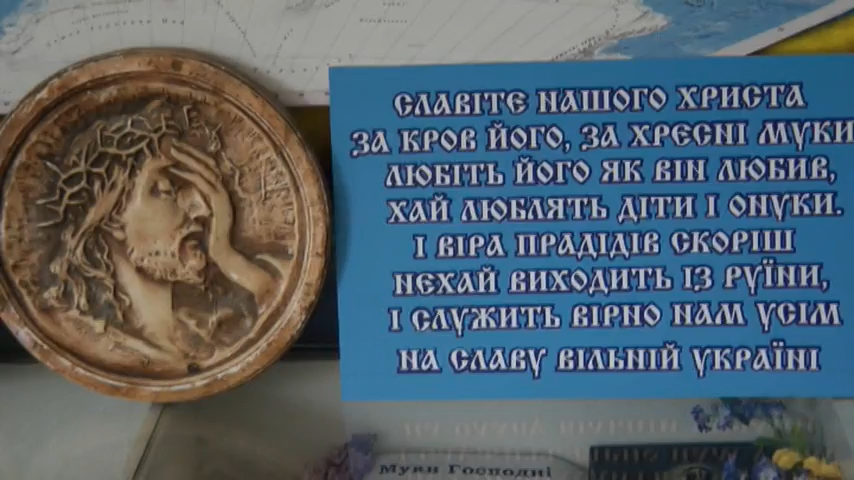 СЛАВІТЕ НАШОГО ХРИСТА
ЗА КРОВ ЙОГО, ЗА ХРЕСНІ МУКИ
ЛЮБІТЬ ЙОГО ЯК ВІН ЛЮБИВ,
ХАЙ ЛЮБЛЯТЬ ДІТИ І ОНУКИ.
І ВІРА ПРАДІДІВ СКОРІШ
НЕХАЙ ВИХОДИТЬ ІЗ РУЇНИ,
І СЛУЖИТЬ ВІРНО НАМ УСІМ
НА СЛАВУ ВІЛЬНІЙ УКРАЇНІ
Муки Господні